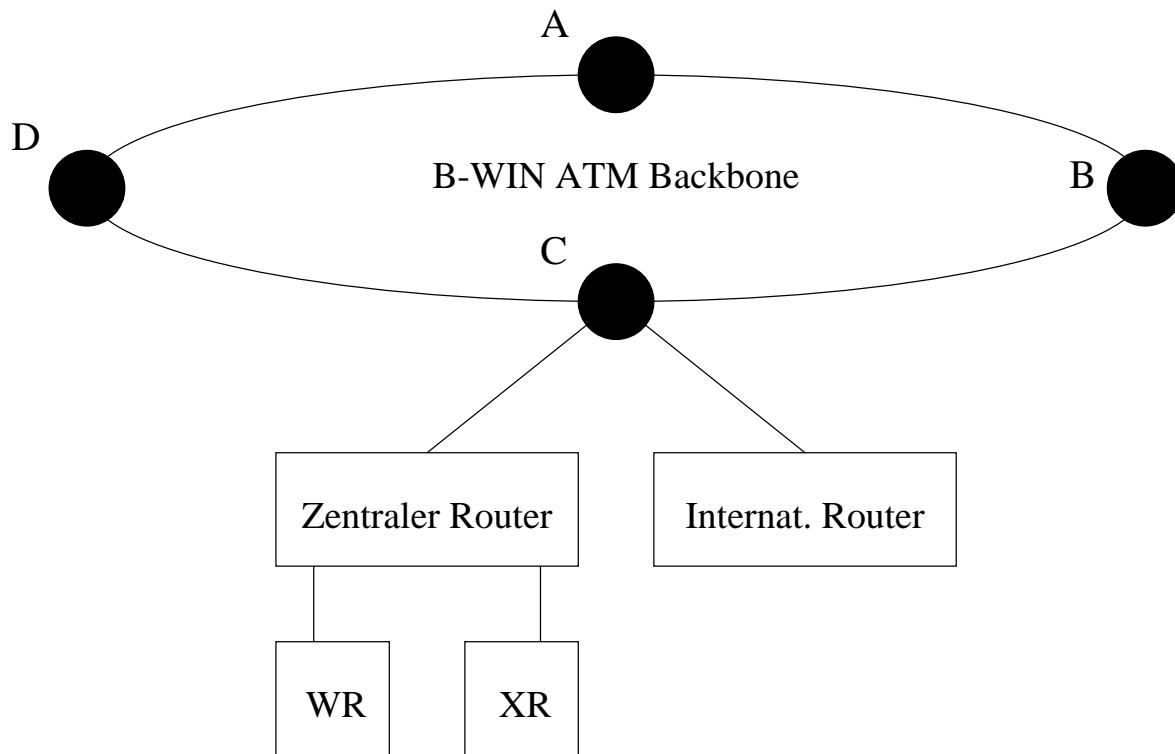 A
D
B-WIN ATM Backbone
B
C
Zentraler Router
Internat. Router
WR
XR